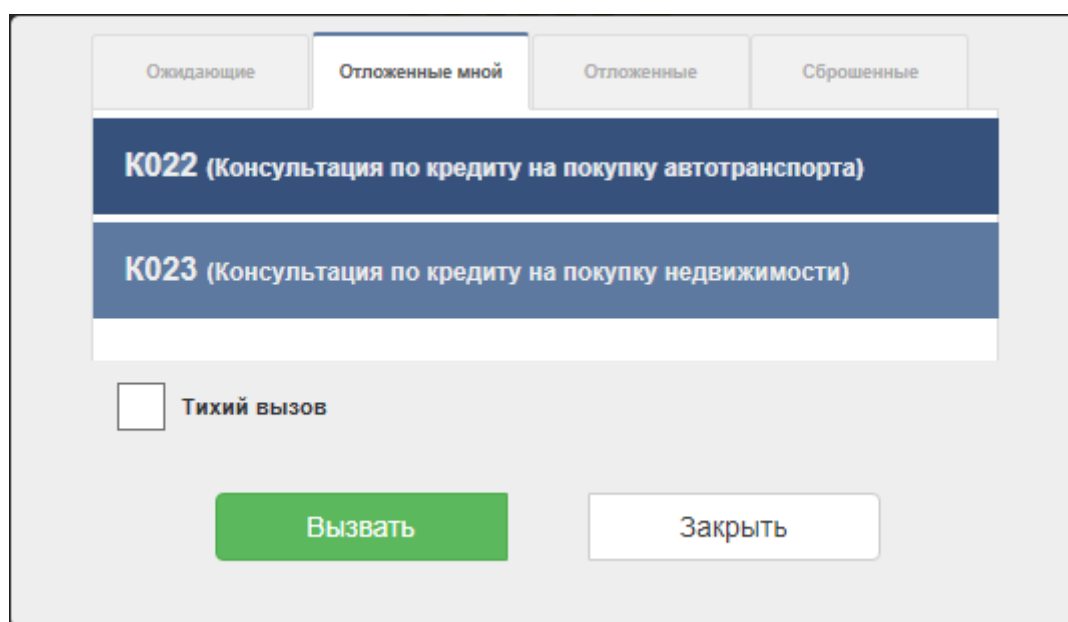 Ожидающие Отложенные мной Отложенные Сброшенные
К022 (Консультация по кредиту на покупку автотранспорта)
К023 (Консультация по кредиту на покупку недвижимости)
Тихий вызов
Вызвать Закрыть